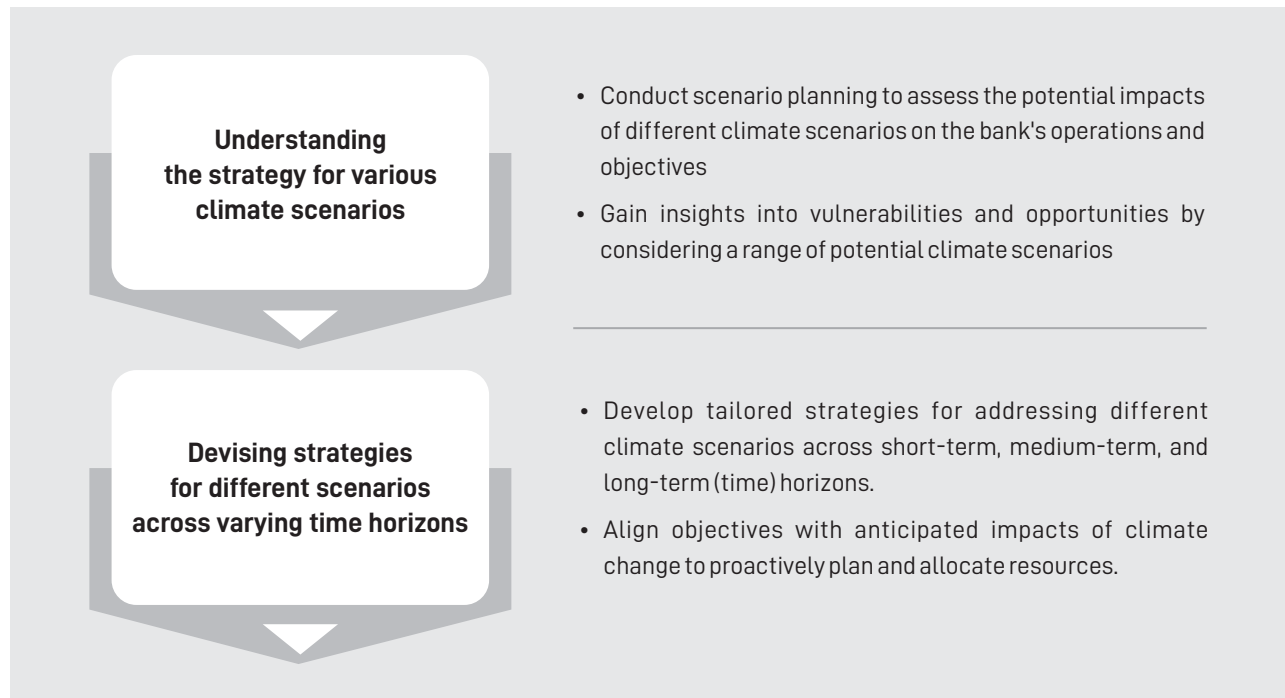 Understanding
the strategy for various
climate scenarios
• Conduct scenario planning to assess the potential impacts
of different climate scenarios on the bank's operations and
objectives
• Gain insights into vulnerabilities and opportunities by
considering a range of potential climate scenarios
Devising strategies
for different scenarios
across varying time horizons
• Develop tailored strategies for addressing different
climate scenarios across short-term, medium-term, and
long-term (time) horizons.
• Align objectives with anticipated impacts of climate
change to proactively plan and allocate resources.